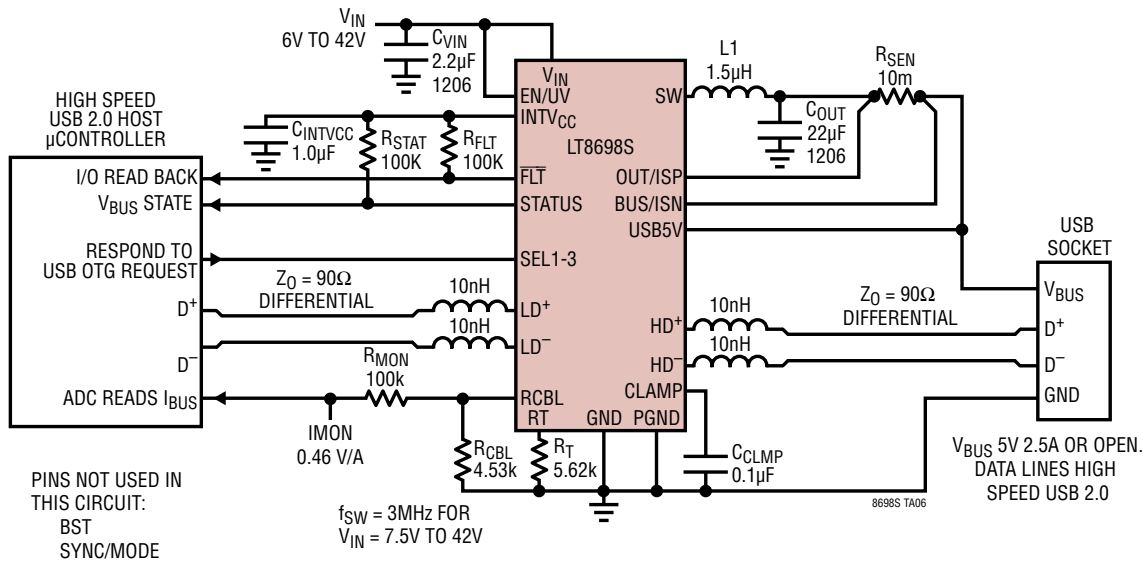 V_IN
6V TO 42V
C_VIN
2.2µF
1206
V_IN
EN/UV
INTV_CC
L1
1.5µH
SW
R_SEN
10m
C_OUT
22µF
1206
HIGH SPEED
USB 2.0 HOST
µCONTROLLER
C_INTVCC
1.0µF
R_STAT
100K
R_FLT
100K
LT8698S
I/O READ BACK
FLT
OUT/ISP
V_BUS STATE
STATUS
BUS/ISN
USB5V
USB
SOCKET
RESPOND TO
USB OTG REQUEST
SEL1-3
Z_O = 90Ω
DIFFERENTIAL
10nH
D+
LD+
10nH
D–
LD–
10nH
HD+
Z_O = 90Ω
DIFFERENTIAL
10nH
HD–
V_BUS
D+
D–
GND
R_MON
100k
ADC READS I_BUS
RCBL
CLAMP
RT
GND
PGND
IMON
0.46 V/A
R_CBL
4.53k
R_T
5.62k
C_CLMP
0.1µF
V_BUS 5V 2.5A OR OPEN.
DATA LINES HIGH
SPEED USB 2.0
8698S TA06
PINS NOT USED IN
THIS CIRCUIT:
BST
SYNC/MODE
f_SW = 3MHz FOR
V_IN = 7.5V TO 42V